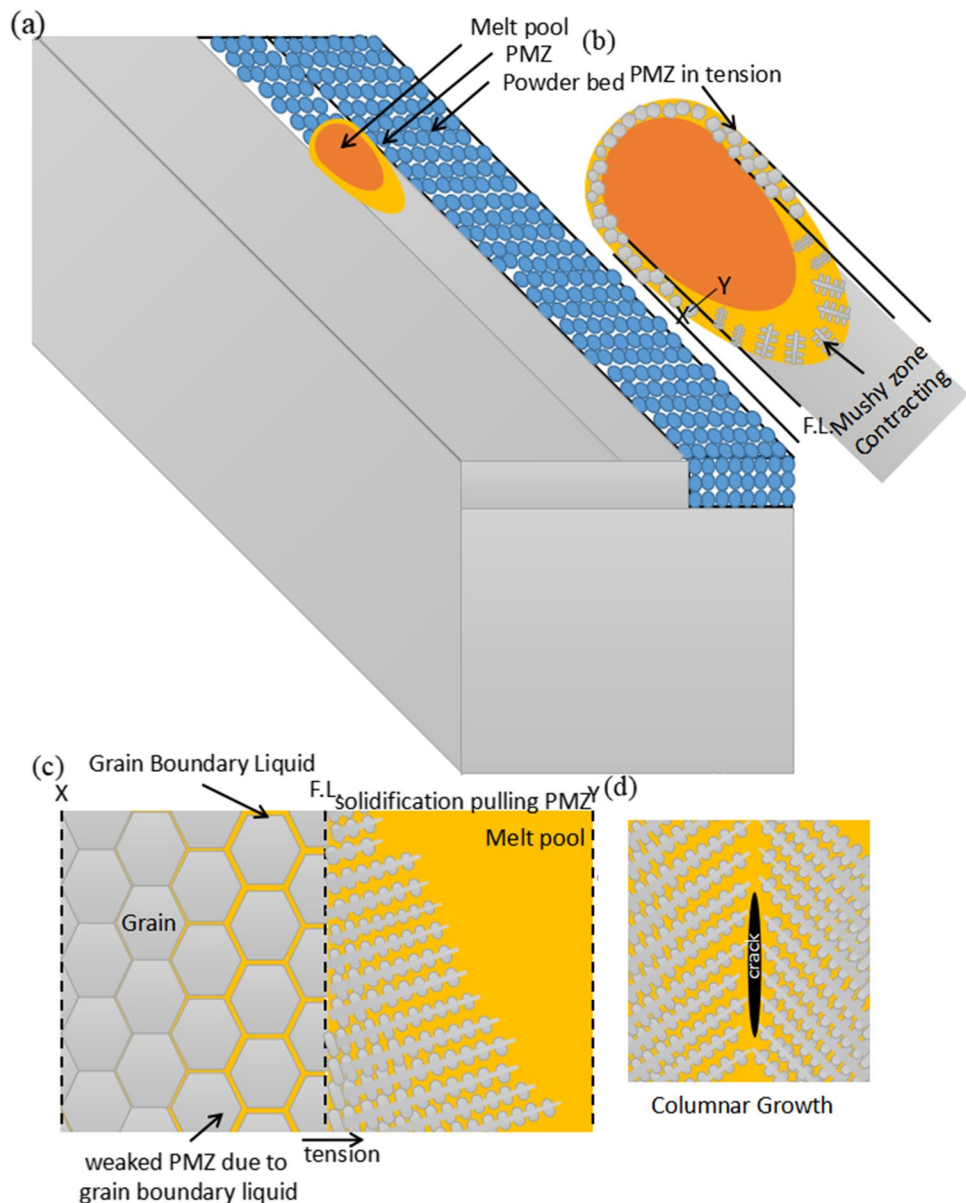 (a)
Melt pool
PMZ
Powder bed
(b)
PMZ in tension
Y
X
F.L.
Mushy zone
Contracting
(c)
Grain Boundary Liquid
X
F.L.
solidification pulling PMZ
Y
Melt pool
Grain
tension
weaked PMZ due to
grain boundary liquid
(d)
crack
Columnar Growth